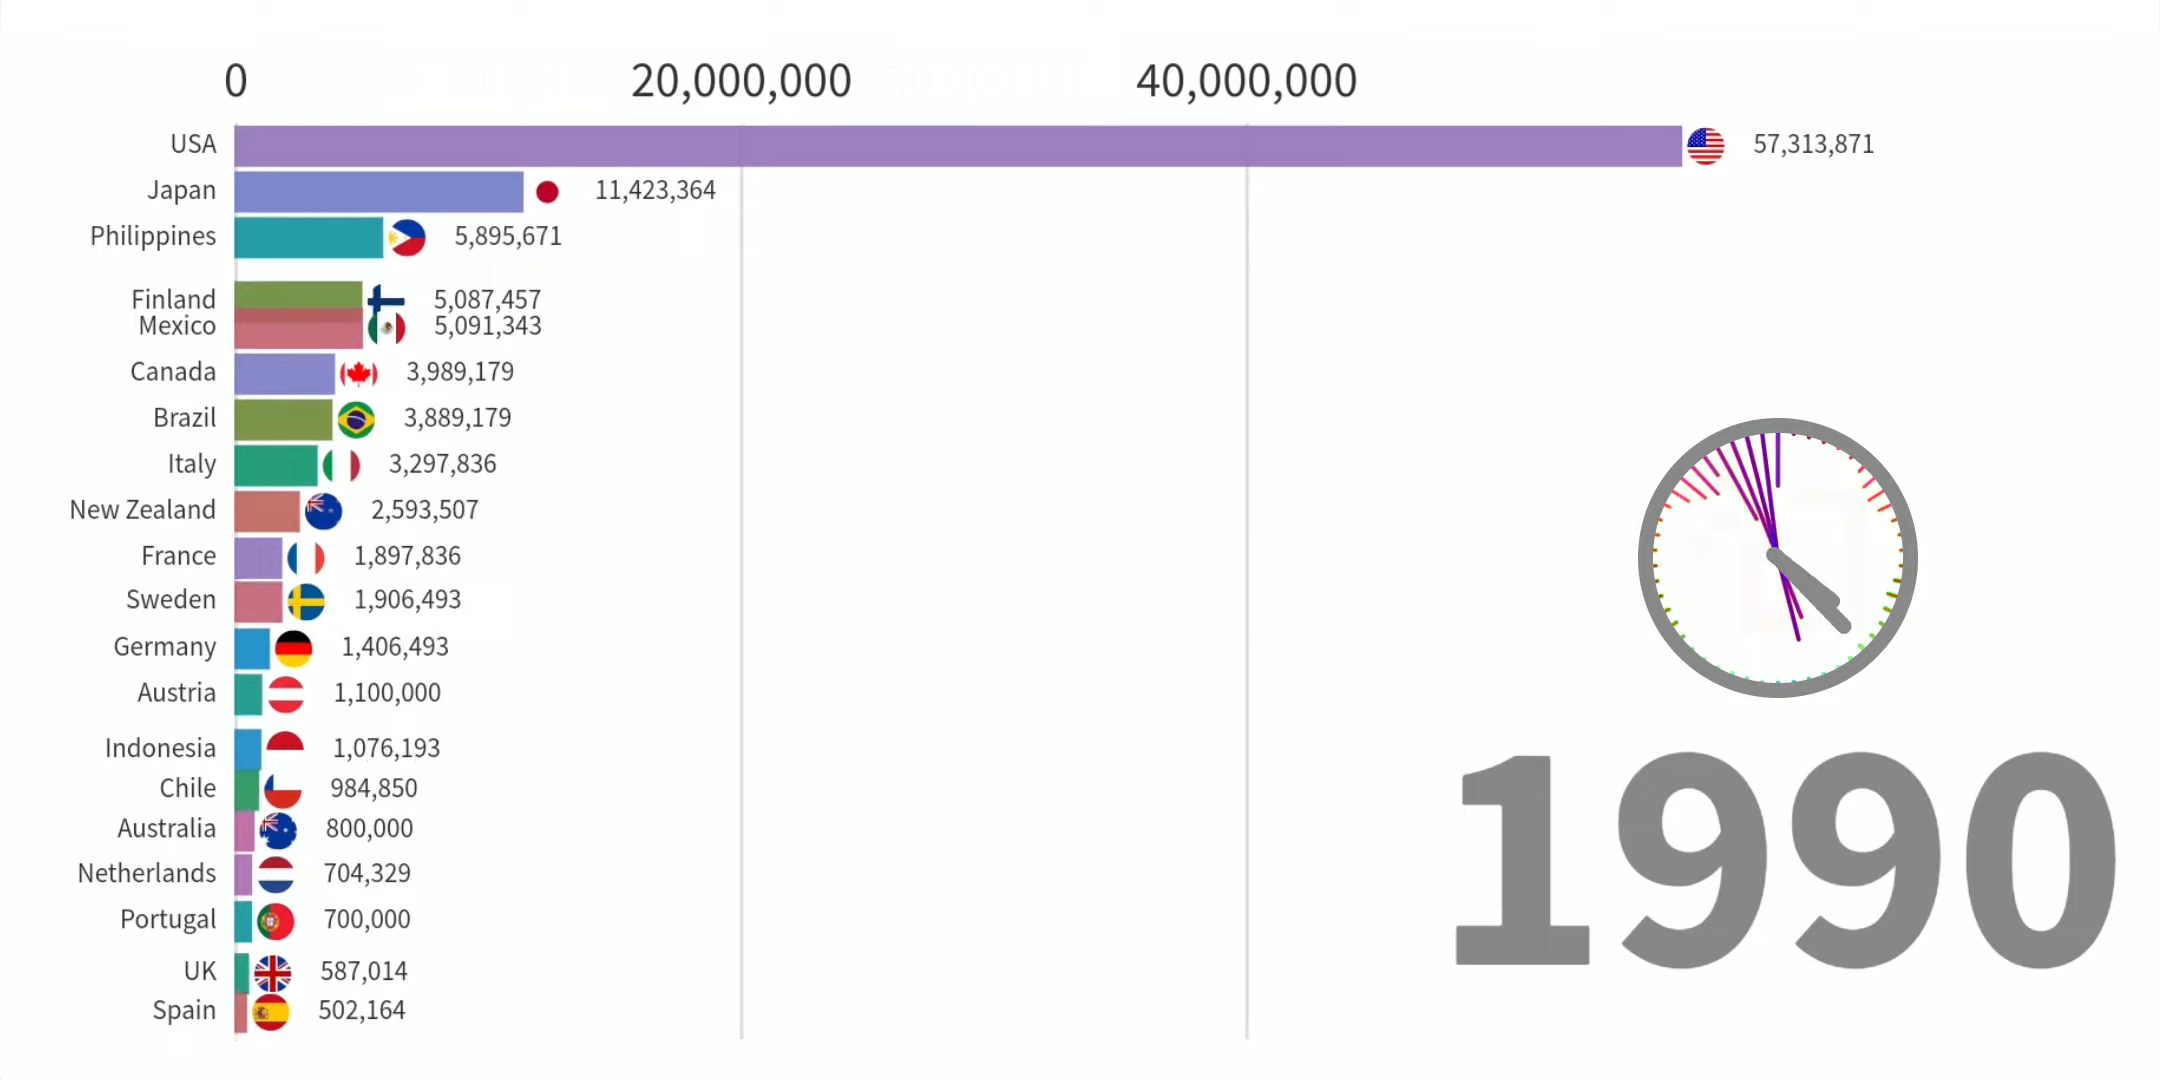 0 20,000,000 40,000,000
USA 57,313,871
Japan 11,423,364
Philippines 5,895,671
Finland 5,087,457
Mexico 5,091,343
Canada 3,989,179
Brazil 3,889,179
Italy 3,297,836
New Zealand 2,593,507
France 1,897,836
Sweden 1,906,493
Germany 1,406,493
Austria 1,100,000
Indonesia 1,076,193
Chile 984,850
Australia 800,000
Netherlands 704,329
Portugal 700,000
UK 587,014
Spain 502,164
1990